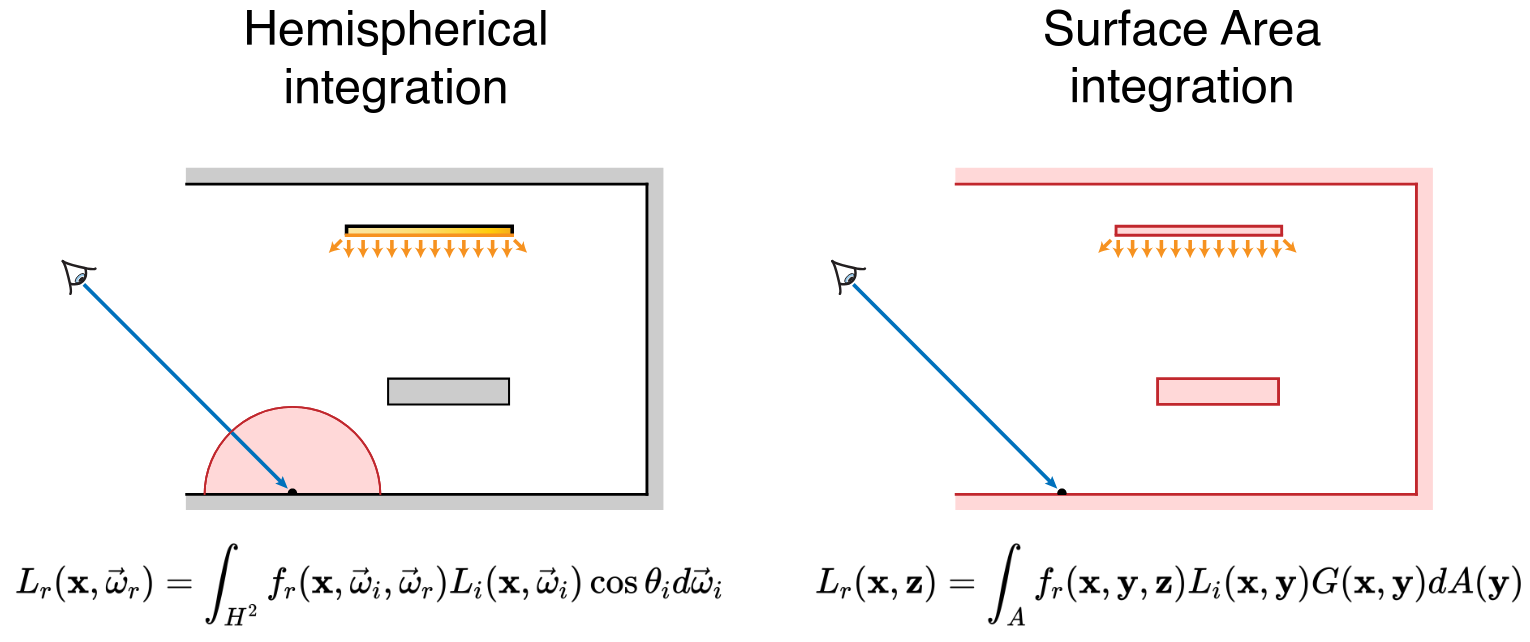 Hemispherical
integration
Surface Area
integration
$L_r(\mathbf{x}, \vec{\omega}_r) = \int_{H^2} f_r(\mathbf{x}, \vec{\omega}_i, \vec{\omega}_r) L_i(\mathbf{x}, \vec{\omega}_i) \cos\theta_i d\vec{\omega}_i$
$L_r(\mathbf{x}, \mathbf{z}) = \int_A f_r(\mathbf{x}, \mathbf{y}, \mathbf{z}) L_i(\mathbf{x}, \mathbf{y}) G(\mathbf{x}, \mathbf{y}) dA(\mathbf{y})$